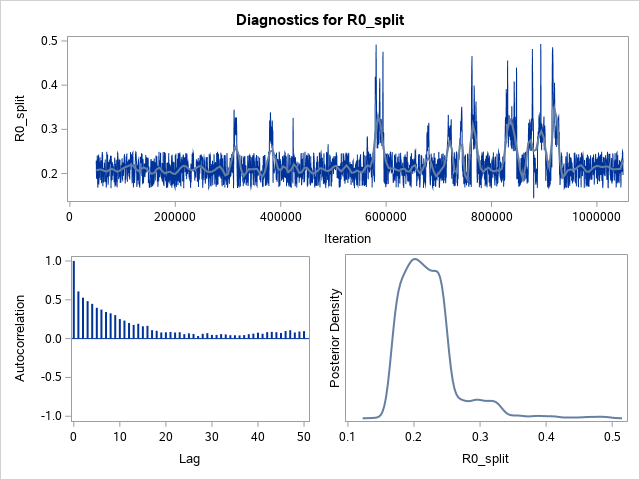 Diagnostics for R0_split
0.5
0.4
0.3
0.2
R0_split
0 200000 400000 600000 800000 1000000
Iteration
1.0
0.5
0.0
-0.5
-1.0
Autocorrelation
0 10 20 30 40 50
Lag
Posterior Density
0.1 0.2 0.3 0.4 0.5
R0_split